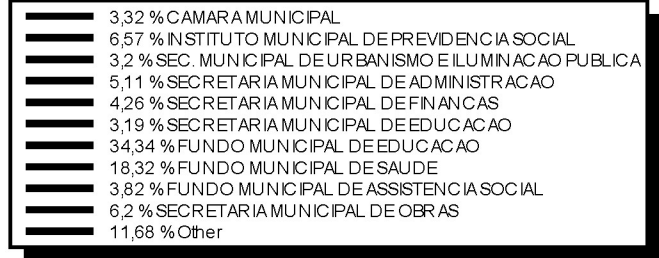 3,32 % CAMARA MUNICIPAL
6,57 % INSTITUTO MUNICIPAL DE PREVIDENCIA SOCIAL
3,2 % SEC. MUNICIPAL DE URBANISMO E ILUMINACAO PUBLICA
5,11 % SECRETARIA MUNICIPAL DE ADMINISTRACAO
4,26 % SECRETARIA MUNICIPAL DE FINANCAS
3,19 % SECRETARIA MUNICIPAL DE EDUCACAO
34,34 % FUNDO MUNICIPAL DE EDUCACAO
18,32 % FUNDO MUNICIPAL DE SAUDE
3,82 % FUNDO MUNICIPAL DE ASSISTENCIA SOCIAL
6,2 % SECRETARIA MUNICIPAL DE OBRAS
11,68 % Other